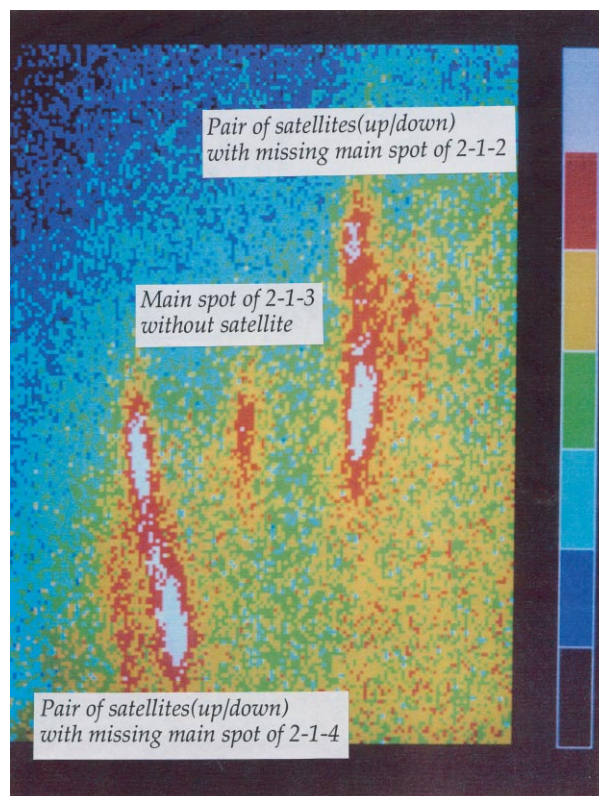 Pair of satellites(up/down)
with missing main spot of 2-1-2
Main spot of 2-1-3
without satellite
Pair of satellites(up/down)
with missing main spot of 2-1-4